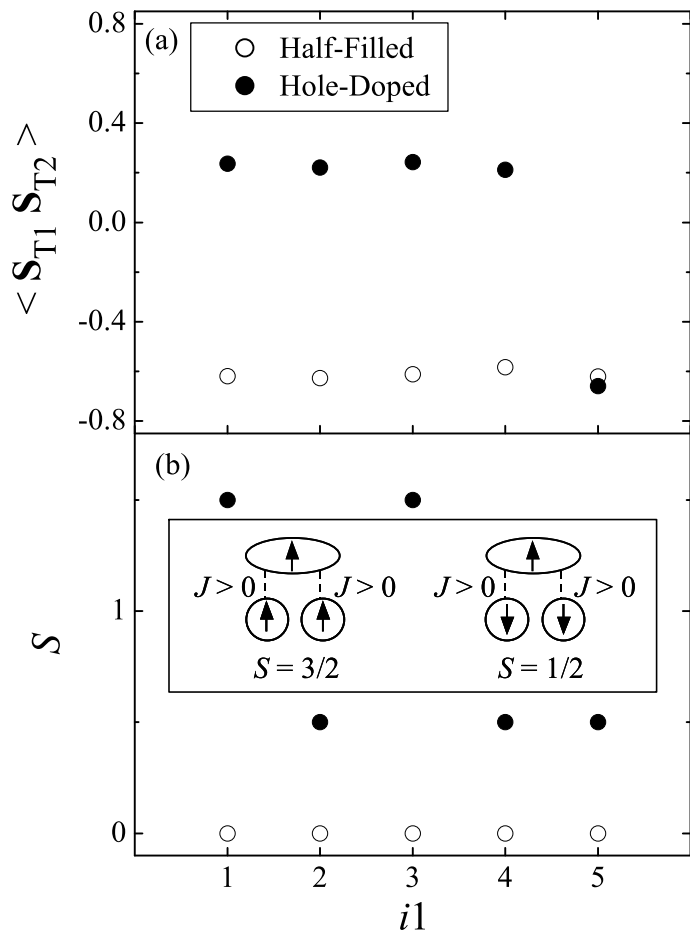 (a)
Half-Filled
Hole-Doped
0.8
0.4
0.0
-0.4
-0.8
< S_T1 S_T2 >
(b)
J > 0 J > 0 J > 0 J > 0
S = 3/2 S = 1/2
1
0
S
1 2 3 4 5
i1